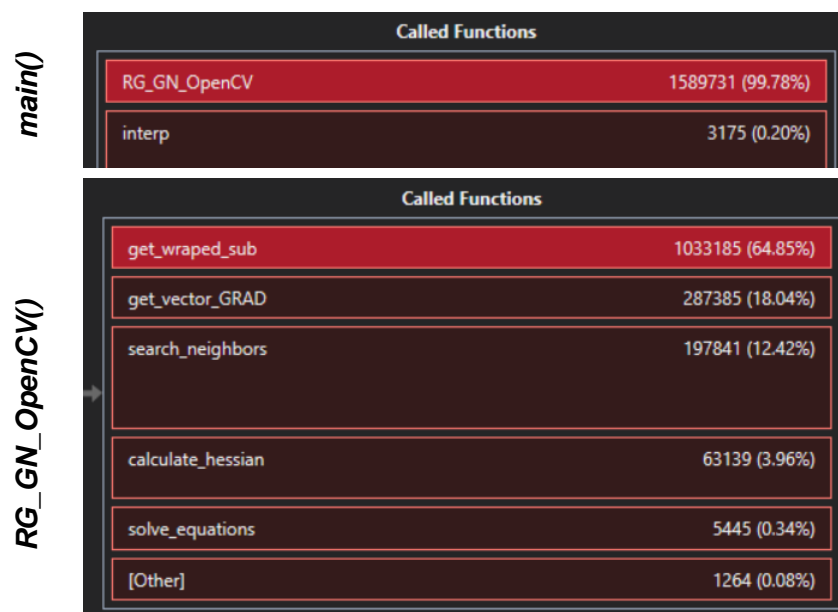 main()
Called Functions
RG_GN_OpenCV 1589731 (99.78%)
interp 3175 (0.20%)
RG_GN_OpenCV()
Called Functions
get_wraped_sub 1033185 (64.85%)
get_vector_GRAD 287385 (18.04%)
search_neighbors 197841 (12.42%)
calculate_hessian 63139 (3.96%)
solve_equations 5445 (0.34%)
[Other] 1264 (0.08%)